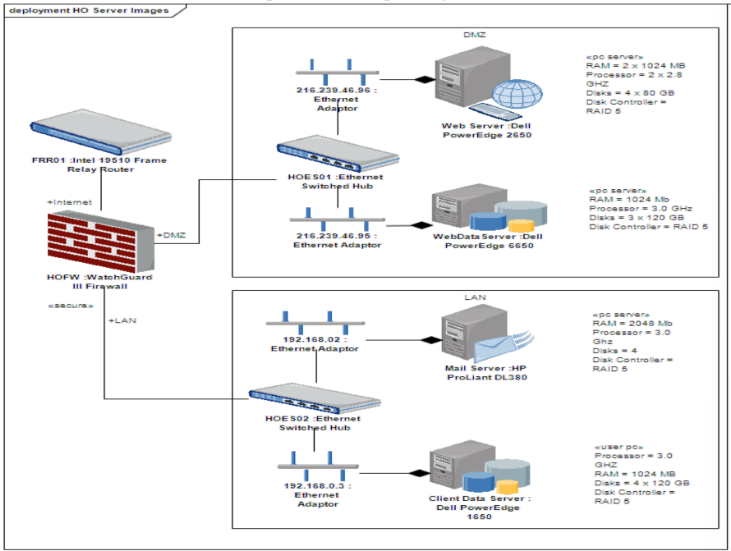 deployment HO Server Images
DMZ
216.239.46.96 :
Ethernet
Adaptor
Web Server :Dell
PowerEdge 2650
«pc server»
RAM = 2 x 1024 MB
Processor = 2 x 2.8
GHZ
Disks = 4 x 80 GB
Disk Controller =
RAID 5
FRR01 :Intel 19510 Frame
Relay Router
HOES01 :Ethernet
Switched Hub
+Internet
+DMZ
216.239.46.95 :
Ethernet Adaptor
WebDataServer :Dell
PowerEdge 6650
«pc server»
RAM = 1024 Mb
Processor = 3.0 GHz
Disks = 3 x 120 GB
Disk Controller = RAID 5
HOFW :WatchGuard
III Firewall
«secure»
+LAN
LAN
192.168.02 :
Ethernet Adaptor
Mail Server :HP
ProLiant DL380
«pc server»
RAM = 2048 Mb
Processor = 3.0
Ghz
Disks = 4
Disk Controller =
RAID 5
HOES02 :Ethernet
Switched Hub
192.168.0.3 :
Ethernet
Adaptor
Client Data Server :
Dell PowerEdge
1650
«user pc»
Processor = 3.0
GHZ
RAM = 1024 MB
Disks = 4 x 120 GB
Disk Controller =
RAID 5